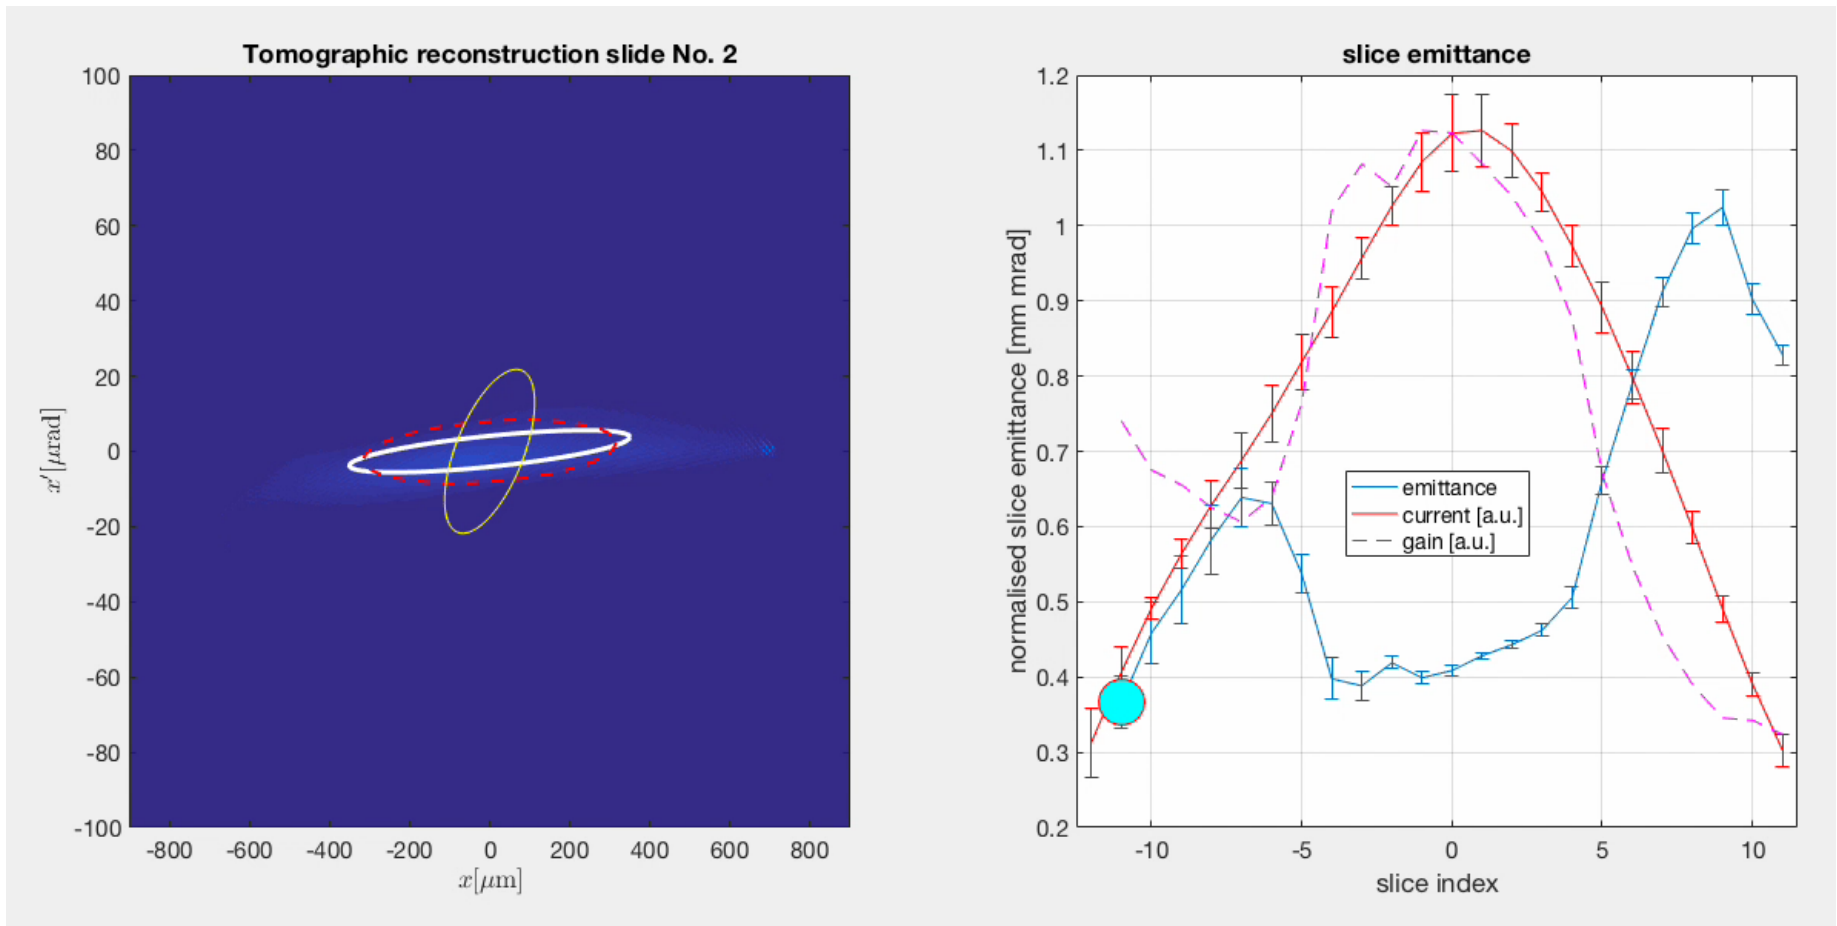 Tomographic reconstruction slide No. 2
100
80
60
40
20
0
-20
-40
-60
-80
-100
x′[μrad]
-800 -600 -400 -200 0 200 400 600 800
x[μm]
slice emittance
1.2
1.1
1
0.9
0.8
0.7
0.6
0.5
0.4
0.3
0.2
normalised slice emittance [mm mrad]
emittance
current [a.u.]
gain [a.u.]
-10 -5 0 5 10
slice index